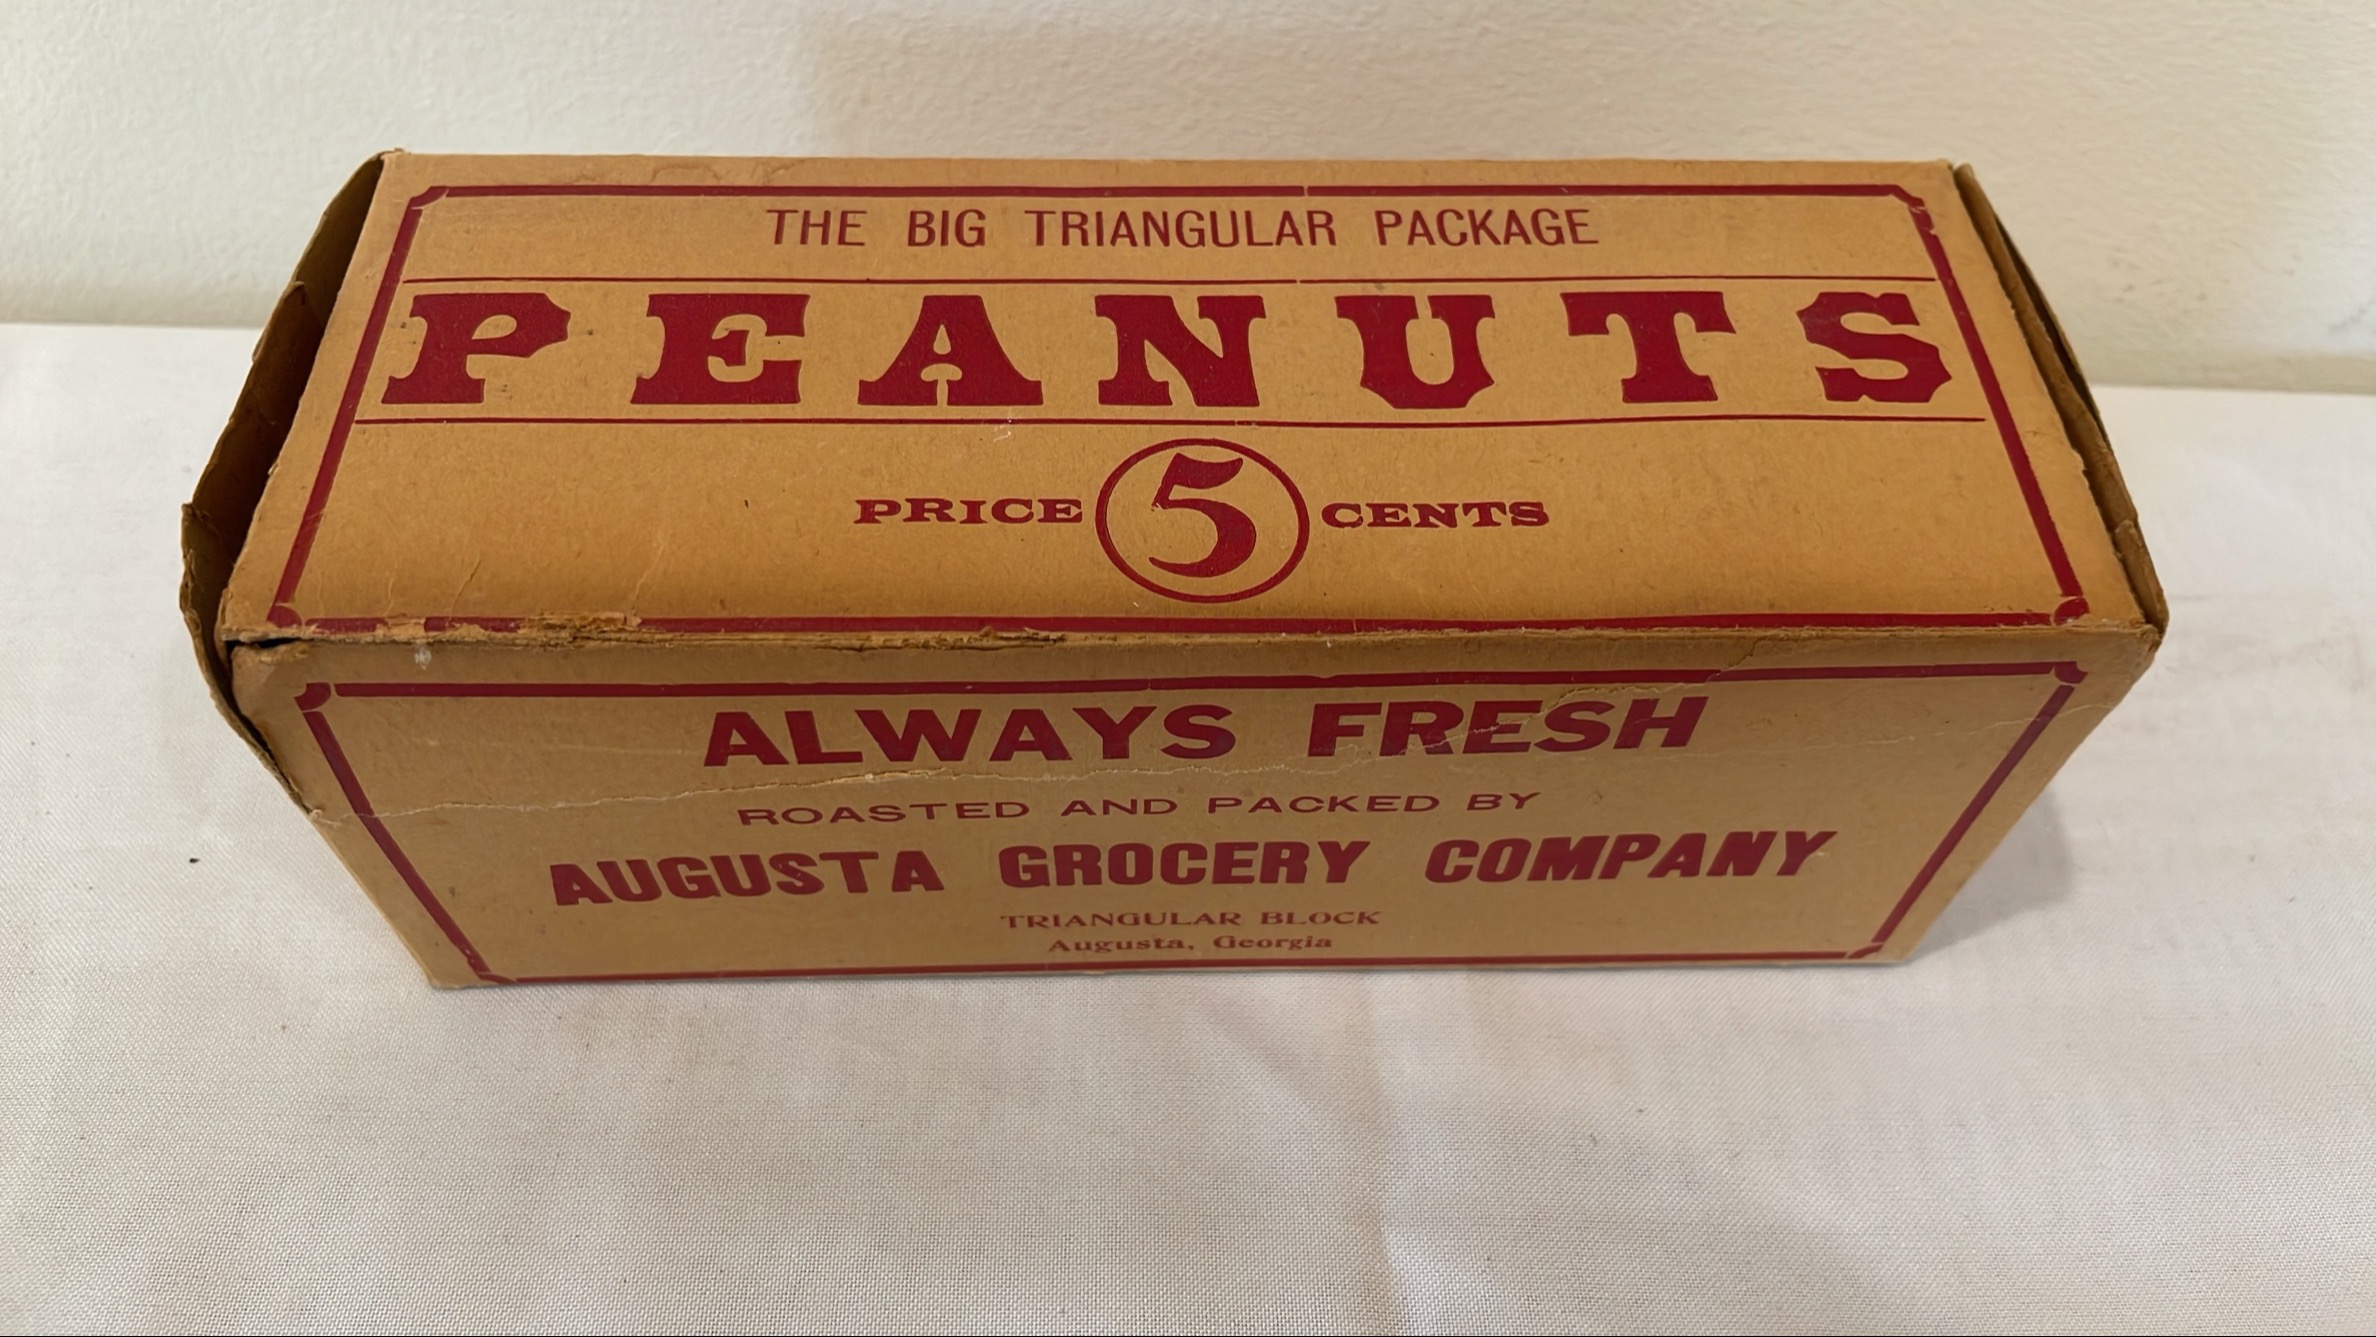 THE BIG TRIANGULAR PACKAGE
PEANUTS
PRICE 5 CENTS
ALWAYS FRESH
ROASTED AND PACKED BY
AUGUSTA GROCERY COMPANY
TRIANGULAR BLOCK
Augusta, Georgia